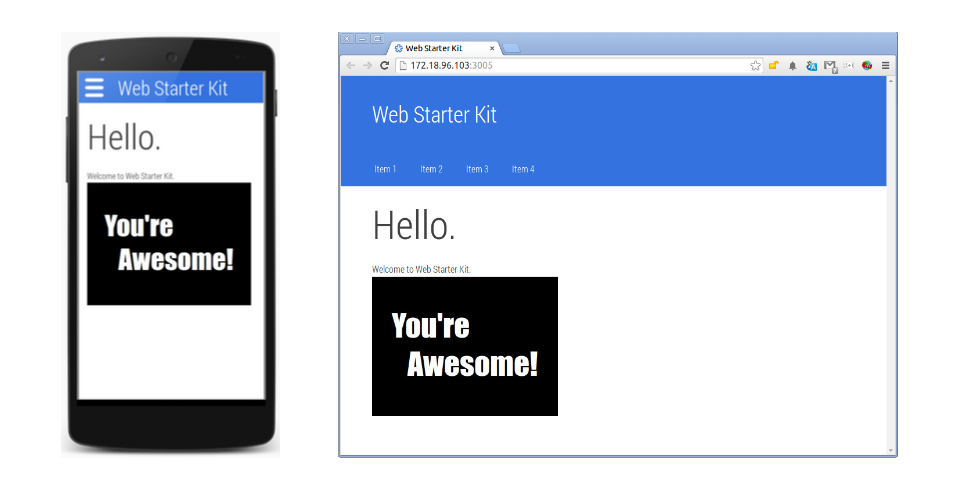 Web Starter Kit
Hello.
Welcome to Web Starter Kit.
You're
Awesome!
Web Starter Kit
172.18.96.103:3005
Web Starter Kit
Item 1 Item 2 Item 3 Item 4
Hello.
Welcome to Web Starter Kit.
You're
Awesome!